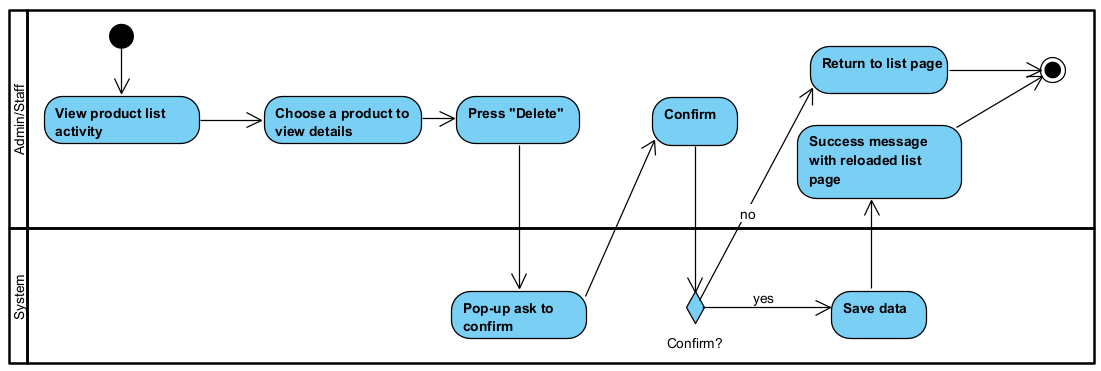 Admin/Staff
View product list
activity
Choose a product to
view details
Press "Delete"
Confirm
Return to list page
Success message
with reloaded list
page
no
System
Pop-up ask to
confirm
yes
Save data
Confirm?